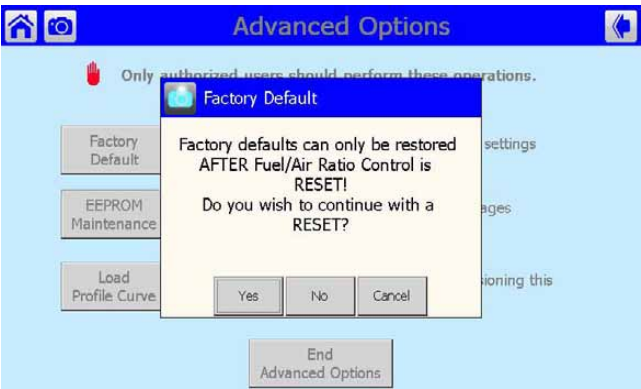 Advanced Options
Only authorized users should perform these operations.
Factory Default
Factory defaults can only be restored
AFTER Fuel/Air Ratio Control is
RESET!
Do you wish to continue with a
RESET?
Yes No Cancel
Factory
Default
settings
EEPROM
Maintenance
ages
Load
Profile Curve
ioning this
End
Advanced Options